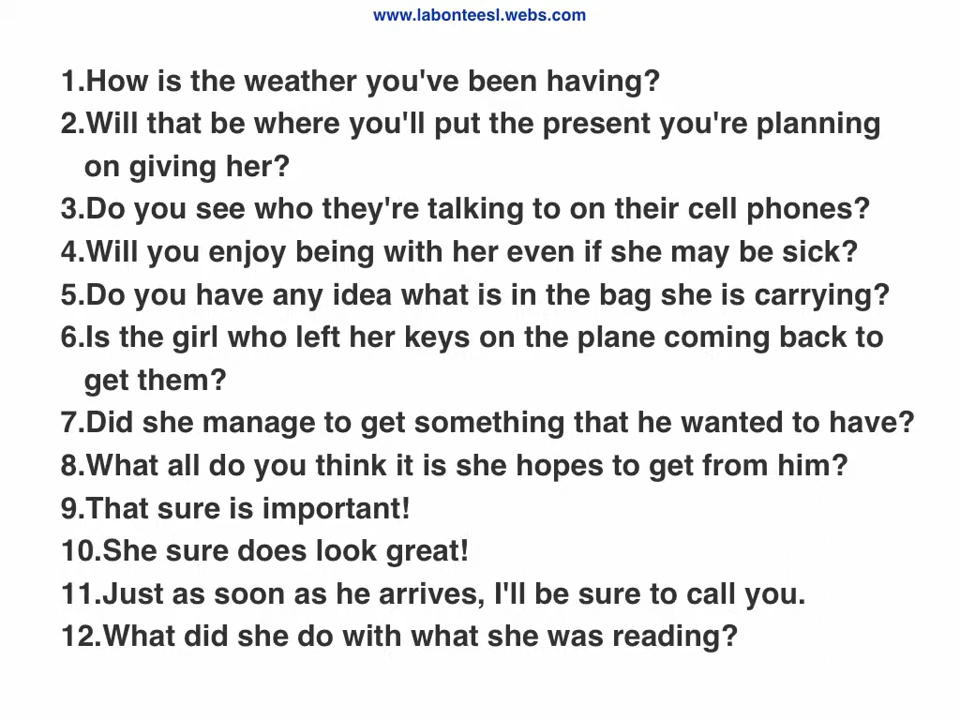 www.labonteesl.webs.com
1.How is the weather you've been having?
2.Will that be where you'll put the present you're planning
on giving her?
3.Do you see who they're talking to on their cell phones?
4.Will you enjoy being with her even if she may be sick?
5.Do you have any idea what is in the bag she is carrying?
6.Is the girl who left her keys on the plane coming back to
get them?
7.Did she manage to get something that he wanted to have?
8.What all do you think it is she hopes to get from him?
9.That sure is important!
10.She sure does look great!
11.Just as soon as he arrives, I'll be sure to call you.
12.What did she do with what she was reading?